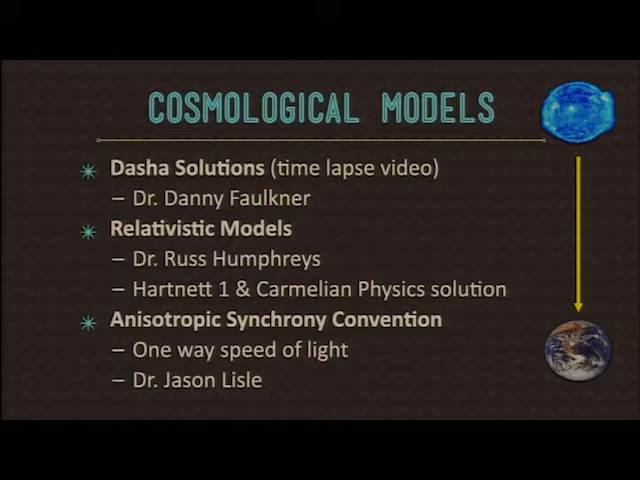 COSMOLOGICAL MODELS
Dasha Solutions (time lapse video)
– Dr. Danny Faulkner
Relativistic Models
– Dr. Russ Humphreys
– Hartnett 1 & Carmelian Physics solution
Anisotropic Synchrony Convention
– One way speed of light
– Dr. Jason Lisle